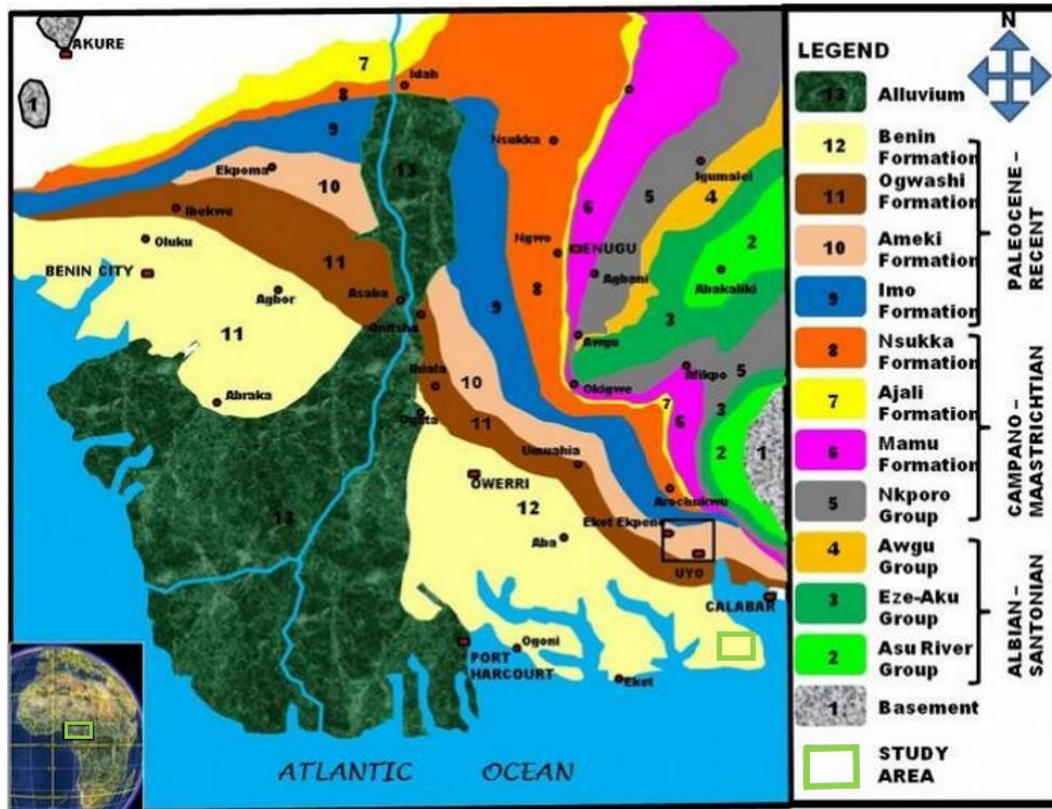 AKURE
7
Idah
8
1
9
Nsukka
Ekpoma
13
10
Igumalei
6
5
4
Ibekwe
Oluku
Ngwo
ENUGU
2
BENIN CITY
11
8
Agbani
Abakaliki
Agbor
Asaba
9
3
11
Onitsha
Awgu
Ihiala
10
Okigwe
Afikpo
5
Abraka
7
3
Oguta
11
6
2
1
Umuahia
OWERRI
Arochukwu
13
12
Ekot Ekpene
Aba
UYO
CALABAR
Ogoni
PORT
HARCOURT
Eket
ATLANTIC OCEAN
N
LEGEND
13 Alluvium
12 Benin
Formation
11 Ogwashi
Formation
10 Ameki
Formation
9 Imo
Formation
PALEOCENE –
RECENT
8 Nsukka
Formation
7 Ajali
Formation
6 Mamu
Formation
5 Nkporo
Group
CAMPANO –
MAASTRICHTIAN
4 Awgu
Group
3 Eze-Aku
Group
2 Asu River
Group
ALBIAN –
SANTONIAN
1. Basement
STUDY
AREA